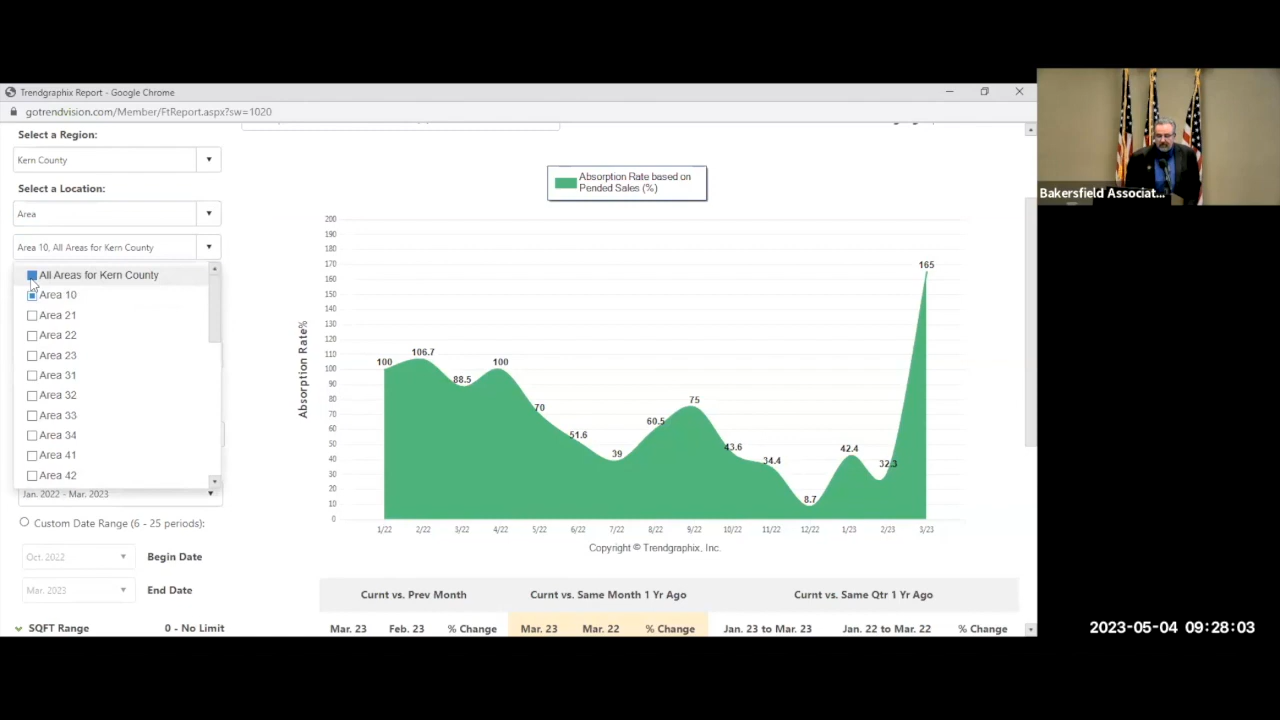 Trendgraphix Report - Google Chrome
gotrendvision.com/Member/FtReport.aspx?sw=1020
Select a Region:
Kern County
Select a Location:
Area
Area 10, All Areas for Kern County
All Areas for Kern County
Area 10
Area 21
Area 22
Area 23
Area 31
Area 32
Area 33
Area 34
Area 41
Area 42
Jan. 2022 - Mar. 2023
Custom Date Range (6 - 25 periods):
Oct. 2022
Begin Date
Mar. 2023
End Date
SQFT Range
0 - No Limit
Absorption Rate based on
Pended Sales (%)
Absorption Rate%
200
190
180
170
160
150
140
130
120
110
100
90
80
70
60
50
40
30
20
10
0
100
106.7
88.5
100
70
51.6
39
60.5
75
43.6
34.4
8.7
42.4
32.3
165
1/22 2/22 3/22 4/22 5/22 6/22 7/22 8/22 9/22 10/22 11/22 12/22 1/23 2/23 3/23
Copyright © Trendgraphix, Inc.
Curnt vs. Prev Month Curnt vs. Same Month 1 Yr Ago Curnt vs. Same Qtr 1 Yr Ago
Mar. 23 Feb. 23 % Change Mar. 23 Mar. 22 % Change Jan. 23 to Mar. 23 Jan. 22 to Mar. 22 % Change
Bakersfield Associat...
2023-05-04 09:28:03